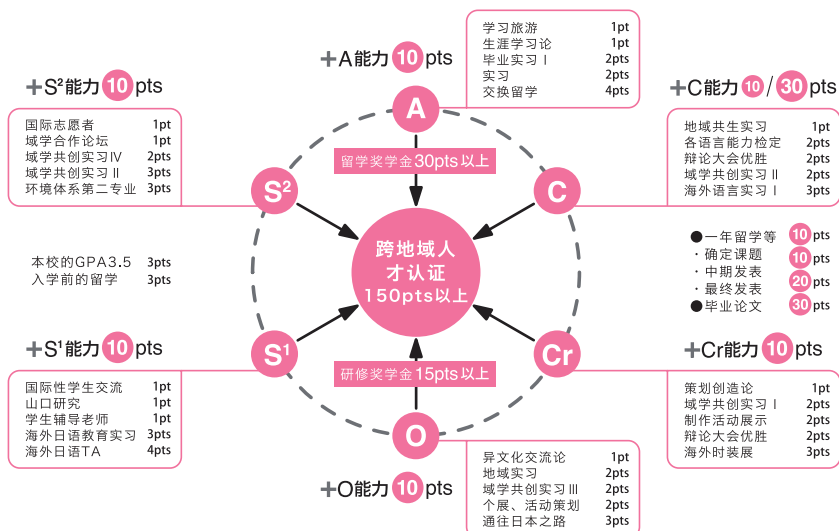 +A能力 10 pts
学习旅游 1pt
生涯学习论 1pt
毕业实习Ⅰ 2pts
实习 2pts
交换留学 4pts
+S²能力 10 pts
国际志愿者 1pt
域学合作论坛 1pt
域学共创实习Ⅳ 2pts
域学共创实习Ⅱ 3pts
环境体系第二专业 3pts
+C能力 10 / 30 pts
地域共生实习 1pt
各语言能力检定 2pts
辩论大会优胜 2pts
域学共创实习Ⅱ 2pts
海外语言实习Ⅰ 3pts
A
留学奖学金30pts以上
S²
C
跨地域人
才认证
150pts以上
本校的GPA3.5 3pts
入学前的留学 3pts
●一年留学等 10 pts
・确定课题 10 pts
・中期发表 20 pts
・最终发表 30 pts
●毕业论文
S¹
Cr
研修奖学金15pts以上
O
+S¹能力 10 pts
国际性学生交流 1pt
山口研究 1pt
学生辅导老师 1pt
海外日语教育实习 3pts
海外日语TA 4pts
+Cr能力 10 pts
策划创造论 1pt
域学共创实习Ⅰ 2pts
制作活动展示 2pts
辩论大会优胜 2pts
海外时装展 3pts
+O能力 10 pts
异文化交流论 1pt
地域实习 2pts
域学共创实习Ⅲ 2pts
个展、活动策划 2pts
通往日本之路 3pts